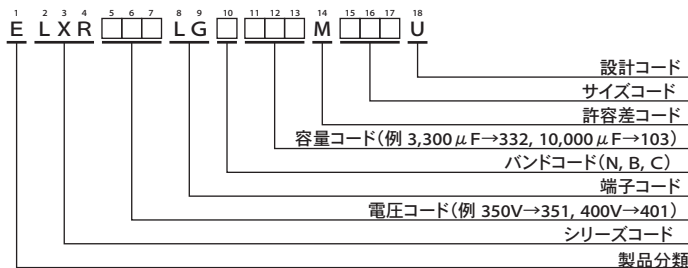 1 2 3 4 5 6 7 8 9 10 11 12 13 14 15 16 17 18
E LXR□□□ LG □ □□□ M □□□ U
設計コード
サイズコード
許容差コード
容量コード(例 3,300μF→332, 10,000μF→103)
バンドコード(N, B, C)
端子コード
電圧コード(例 350V→351, 400V→401)
シリーズコード
製品分類